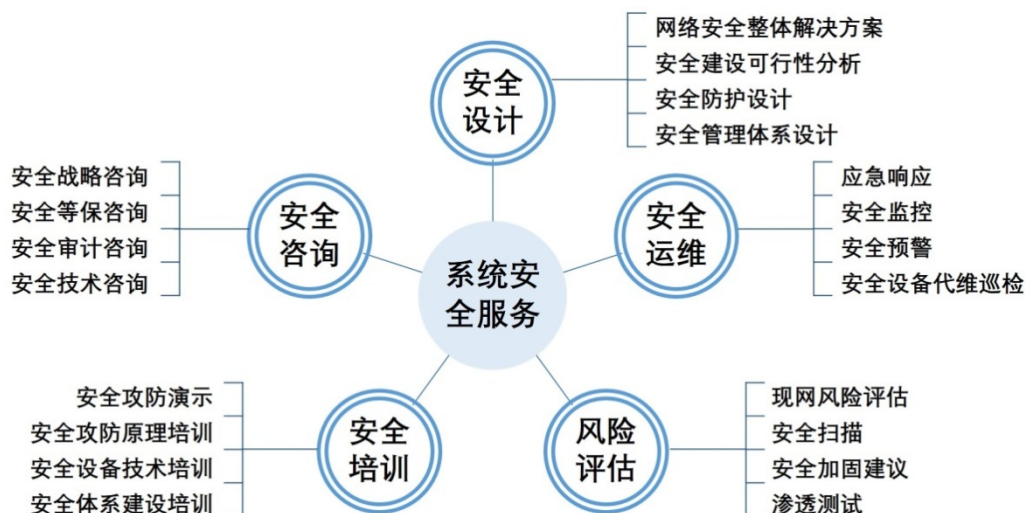 网络安全整体解决方案
安全建设可行性分析
安全防护设计
安全管理体系设计
安全
设计
安全战略咨询
安全等保咨询
安全审计咨询
安全技术咨询
安全
咨询
安全
运维
应急响应
安全监控
安全预警
安全设备代维巡检
系统安
全服务
安全攻防演示
安全攻防原理培训
安全设备技术培训
安全体系建设培训
安全
培训
风险
评估
现网风险评估
安全扫描
安全加固建议
渗透测试